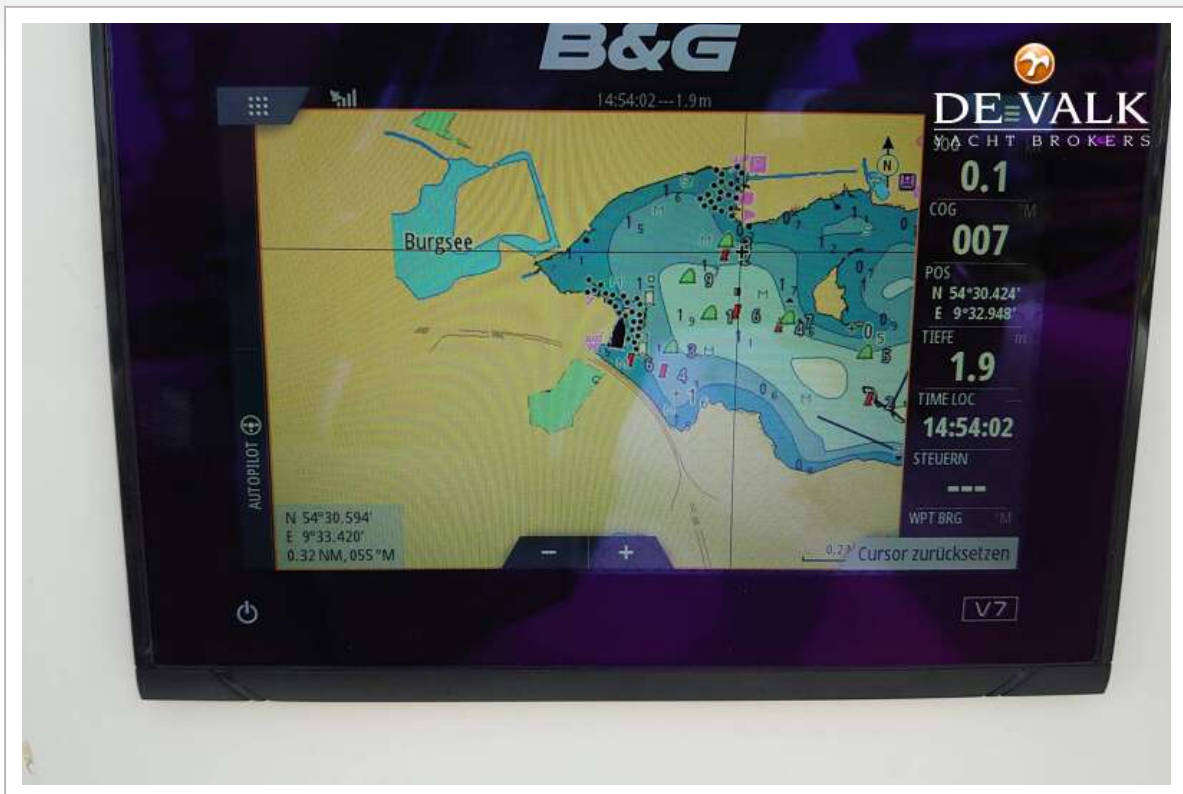 B&G
14:54:02---1.9 m
DE VALK
YACHT BROKERS
0.1
COG °M
007
POS
N 54°30.424'
E 9°32.948'
TIEFE m
1.9
TIME LOC
14:54:02
STEUERN
---
WPT BRG °M
Burgsee
N
AUTOPILOT
N 54°30.594'
E 9°33.420'
0.32 NM, 055 °M
- +
Cursor zurücksetzen
V7